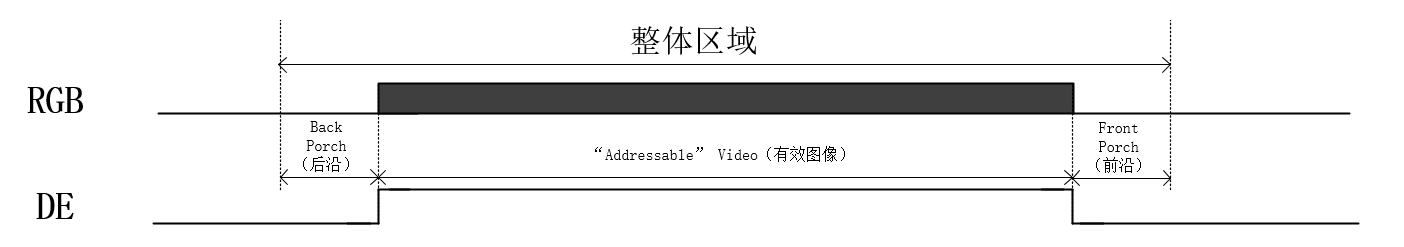 整体区域
RGB
Back
Porch
(后沿)
“Addressable” Video(有效图像)
Front
Porch
(前沿)
DE